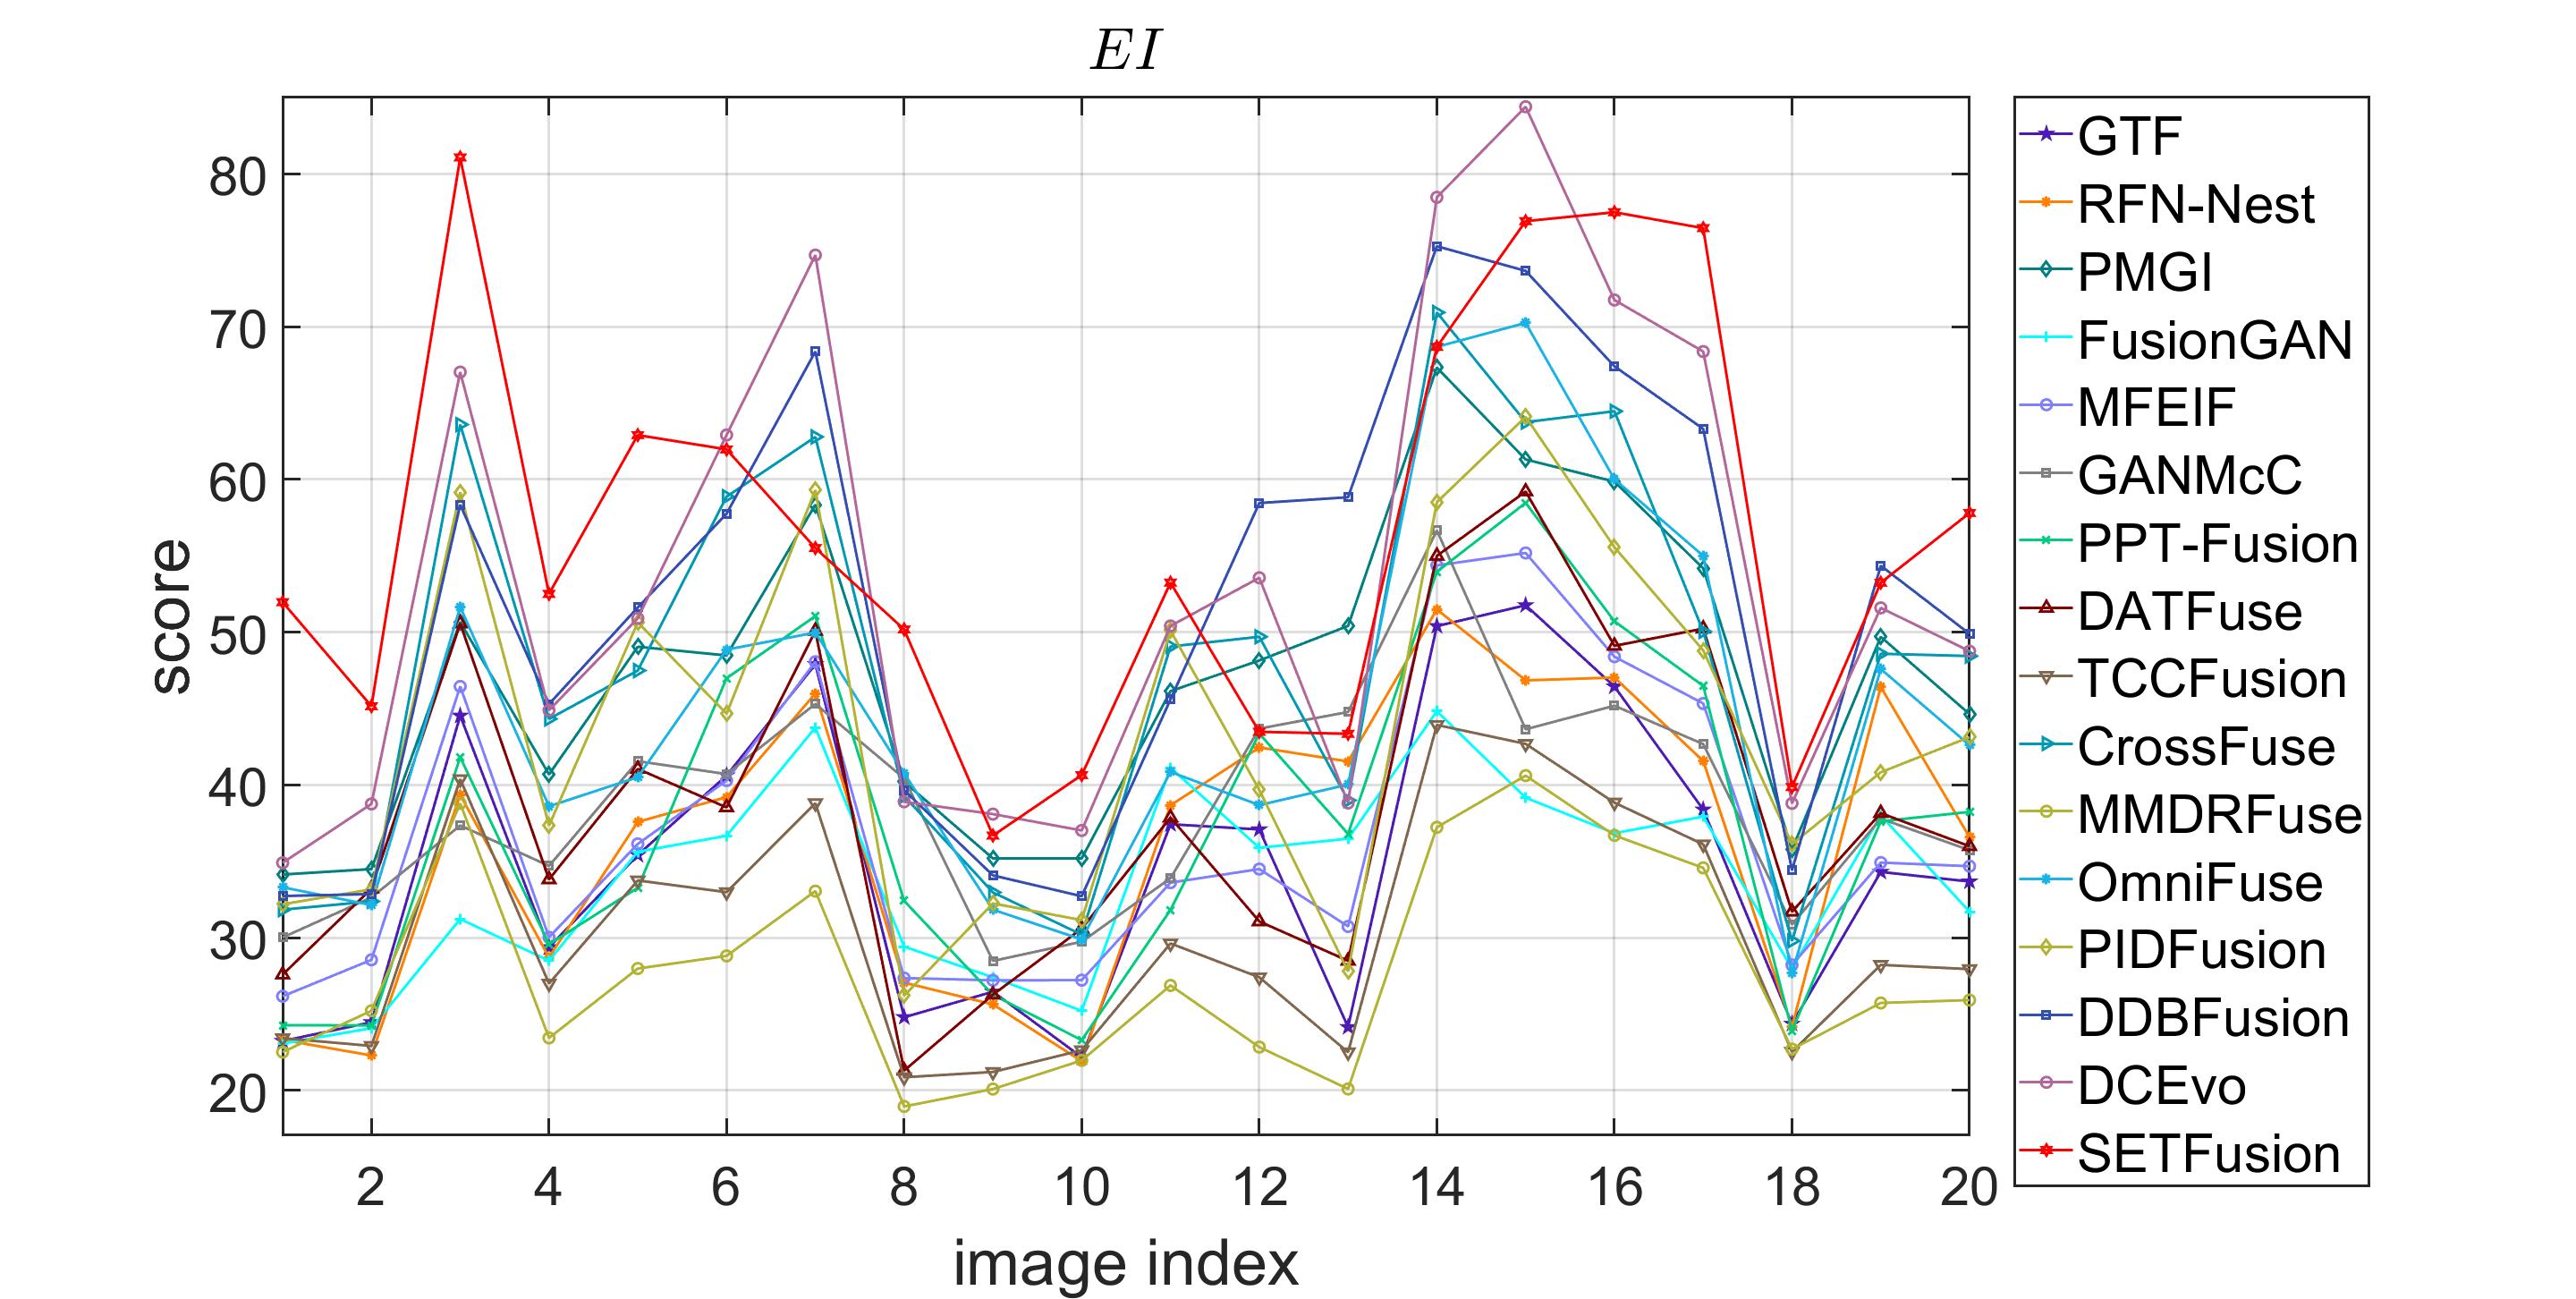 EI
80
70
60
50
40
30
20
score
2 4 6 8 10 12 14 16 18 20
image index
GTF
RFN-Nest
PMGI
FusionGAN
MFEIF
GANMcC
PPT-Fusion
DATFuse
TCCFusion
CrossFuse
MMDRFuse
OmniFuse
PIDFusion
DDBFusion
DCEvo
SETFusion